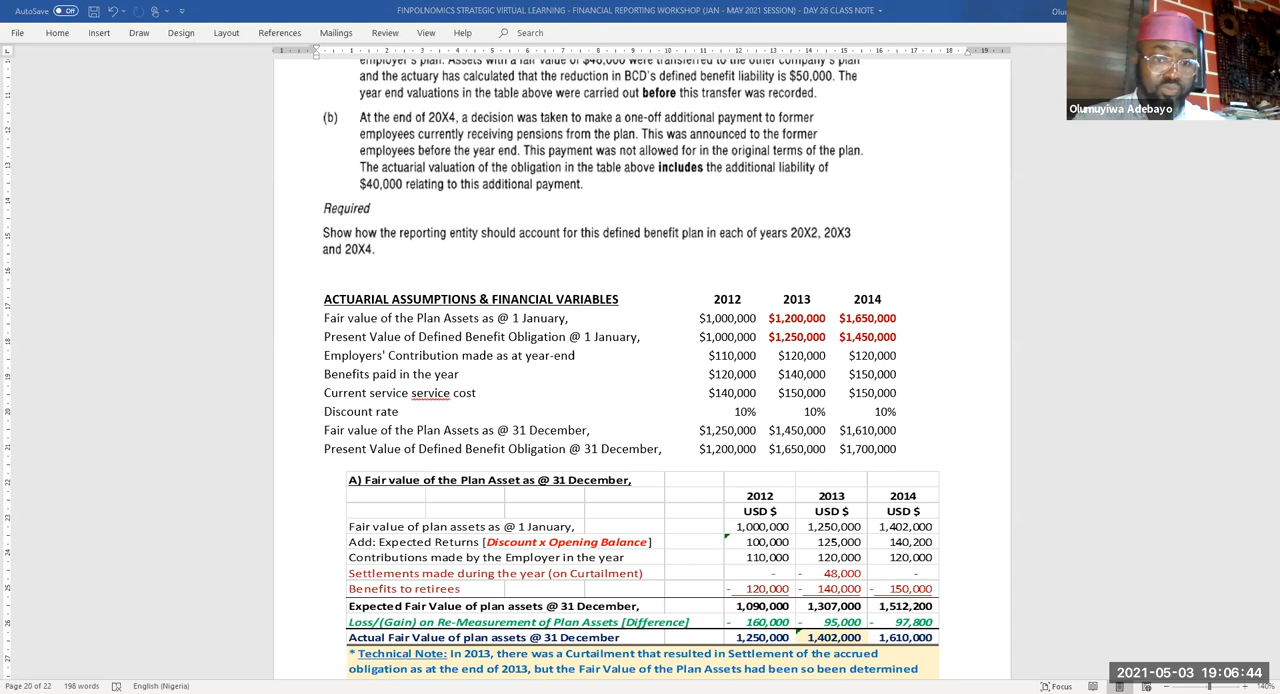 AutoSave Off FINPOLNOMICS STRATEGIC VIRTUAL LEARNING - FINANCIAL REPORTING WORKSHOP (JAN - MAY 2021 SESSION) - DAY 26 CLASS NOTE
File Home Insert Draw Design Layout References Mailings Review View Help Search
Olumuyiwa Adebayo
employer's plan. Assets with a fair value of $48,000 were transferred to the other company's plan
and the actuary has calculated that the reduction in BCD's defined benefit liability is $50,000. The
year end valuations in the table above were carried out before this transfer was recorded.
(b) At the end of 20X4, a decision was taken to make a one-off additional payment to former
employees currently receiving pensions from the plan. This was announced to the former
employees before the year end. This payment was not allowed for in the original terms of the plan.
The actuarial valuation of the obligation in the table above includes the additional liability of
$40,000 relating to this additional payment.
Required
Show how the reporting entity should account for this defined benefit plan in each of years 20X2, 20X3
and 20X4.
ACTUARIAL ASSUMPTIONS & FINANCIAL VARIABLES 2012 2013 2014
Fair value of the Plan Assets as @ 1 January, $1,000,000 $1,200,000 $1,650,000
Present Value of Defined Benefit Obligation @ 1 January, $1,000,000 $1,250,000 $1,450,000
Employers' Contribution made as at year-end $110,000 $120,000 $120,000
Benefits paid in the year $120,000 $140,000 $150,000
Current service service cost $140,000 $150,000 $150,000
Discount rate 10% 10% 10%
Fair value of the Plan Assets as @ 31 December, $1,250,000 $1,450,000 $1,610,000
Present Value of Defined Benefit Obligation @ 31 December, $1,200,000 $1,650,000 $1,700,000
A) Fair value of the Plan Asset as @ 31 December,
2012 2013 2014
USD $ USD $ USD $
Fair value of plan assets as @ 1 January, 1,000,000 1,250,000 1,402,000
Add: Expected Returns [Discount x Opening Balance] 100,000 125,000 140,200
Contributions made by the Employer in the year 110,000 120,000 120,000
Settlements made during the year (on Curtailment) - - 48,000 -
Benefits to retirees - 120,000 - 140,000 - 150,000
Expected Fair Value of plan assets @ 31 December, 1,090,000 1,307,000 1,512,200
Loss/(Gain) on Re-Measurement of Plan Assets [Difference] - 160,000 - 95,000 - 97,800
Actual Fair Value of plan assets @ 31 December 1,250,000 1,402,000 1,610,000
* Technical Note: In 2013, there was a Curtailment that resulted in Settlement of the accrued
obligation as at the end of 2013, but the Fair Value of the Plan Assets had been so been determined
2021-05-03 19:06:44
Page 20 of 22 198 words English (Nigeria) Focus 140%